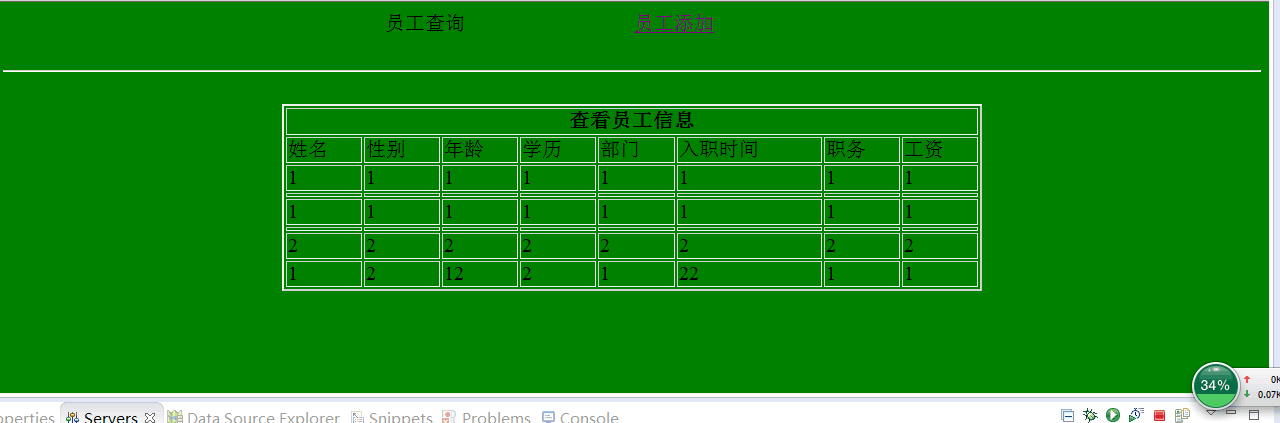 员工查询 员工添加
查看员工信息
姓名 性别 年龄 学历 部门 入职时间 职务 工资
1 1 1 1 1 1 1 1
1 1 1 1 1 1 1 1
2 2 2 2 2 2 2 2
1 2 12 2 1 22 1 1
34% 0K
0.07K
operties Servers Data Source Explorer Snippets Problems Console